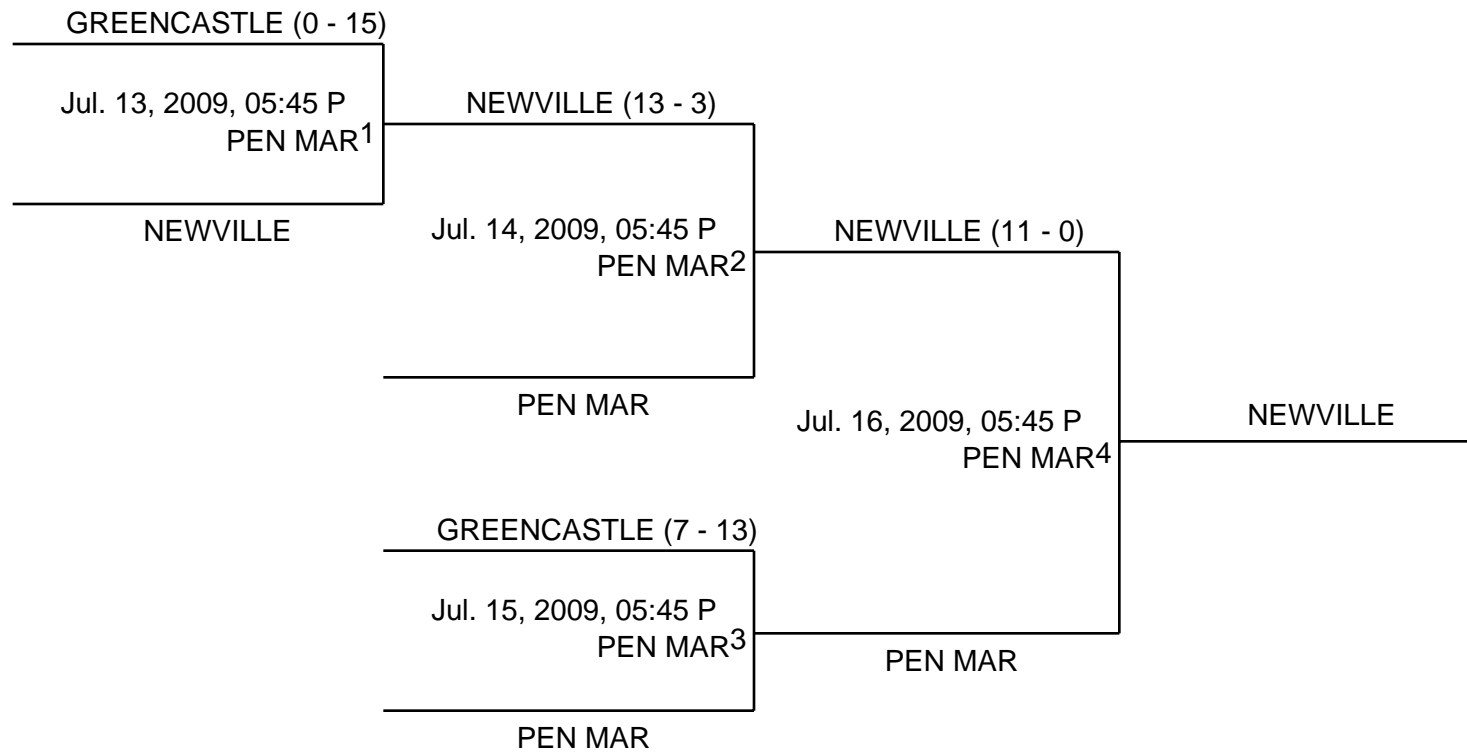 GREENCASTLE (0 - 15)
Jul. 13, 2009, 05:45 P
PEN MAR1
NEWVILLE
NEWVILLE (13 - 3)
Jul. 14, 2009, 05:45 P
PEN MAR2
PEN MAR
NEWVILLE (11 - 0)
Jul. 16, 2009, 05:45 P
PEN MAR4
NEWVILLE
GREENCASTLE (7 - 13)
Jul. 15, 2009, 05:45 P
PEN MAR3
PEN MAR
PEN MAR